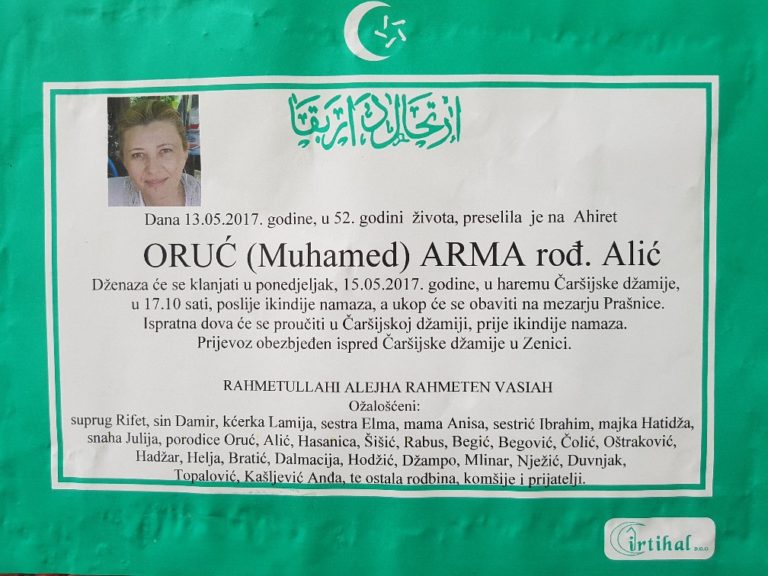 ارتحال دار بقا
Dana 13.05.2017. godine, u 52. godini života, preselila je na Ahiret
ORUĆ (Muhamed) ARMA rođ. Alić
Dženaza će se klanjati u ponedjeljak, 15.05.2017. godine, u haremu Čaršijske džamije,
u 17.10 sati, poslije ikindije namaza, a ukop će se obaviti na mezarju Prašnice.
Ispratna dova će se proučiti u Čaršijskoj džamiji, prije ikindije namaza.
Prijevoz obezbjeđen ispred Čaršijske džamije u Zenici.
RAHMETULLAHI ALEJHA RAHMETEN VASIAH
Ožalošćeni:
suprug Rifet, sin Damir, kćerka Lamija, sestra Elma, mama Anisa, sestrić Ibrahim, majka Hatidža,
snaha Julija, porodice Oruć, Alić, Hasanica, Šišić, Rabus, Begić, Begović, Čolić, Oštraković,
Hadžar, Helja, Bratić, Dalmacija, Hodžić, Džampo, Mlinar, Nježić, Duvnjak,
Topalović, Kašljević Anđa, te ostala rodbina, komšije i prijatelji.
irtihal d.o.o